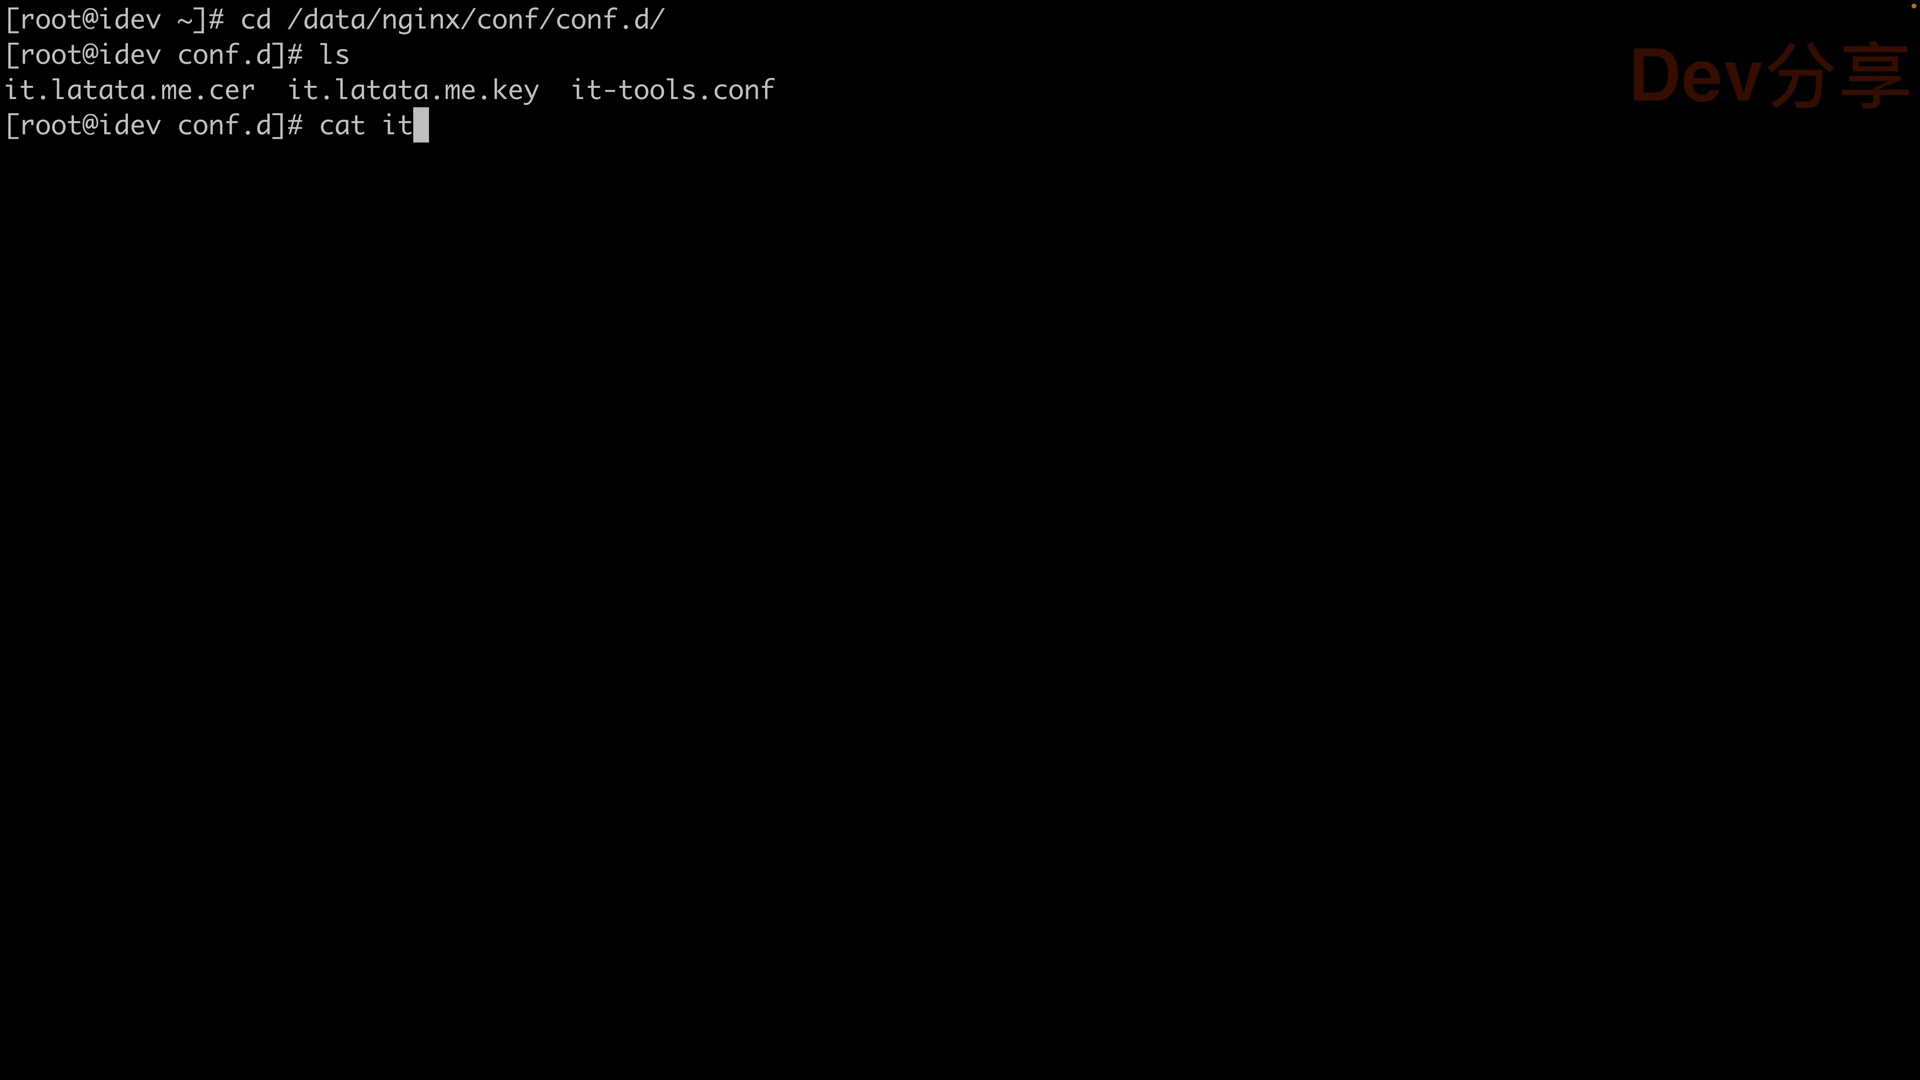 [root@idev ~]# cd /data/nginx/conf/conf.d/
[root@idev conf.d]# ls
it.latata.me.cer  it.latata.me.key  it-tools.conf
[root@idev conf.d]# cat it
Dev分享